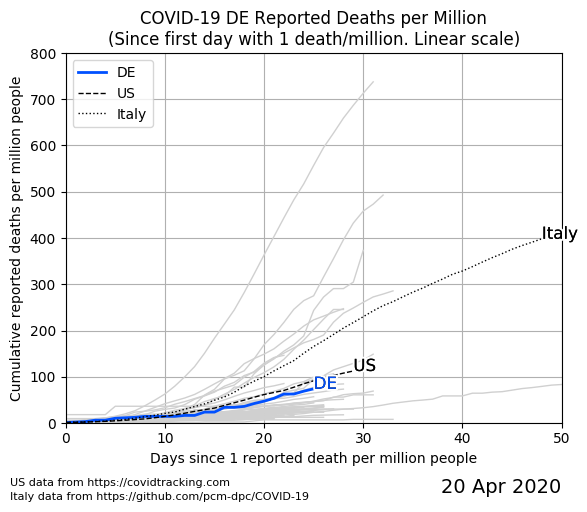 COVID-19 DE Reported Deaths per Million
(Since first day with 1 death/million. Linear scale)
Cumulative reported deaths per million people
800
700
600
500
400
300
200
100
0
DE
US
Italy
Italy
US
DE
0
10
20
30
40
50
Days since 1 reported death per million people
US data from https://covidtracking.com
Italy data from https://github.com/pcm-dpc/COVID-19
20 Apr 2020